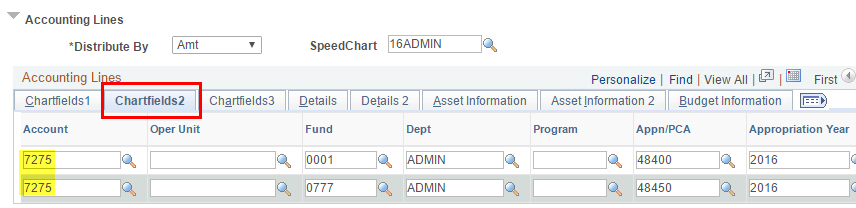 Accounting Lines
*Distribute By Amt SpeedChart 16ADMIN
Accounting Lines Personalize | Find | View All | First
Chartfields1 Chartfields2 Chartfields3 Details Details 2 Asset Information Asset Information 2 Budget Information
Account Oper Unit Fund Dept Program Appn/PCA Appropriation Year
7275 0001 ADMIN 48400 2016
7275 0777 ADMIN 48450 2016